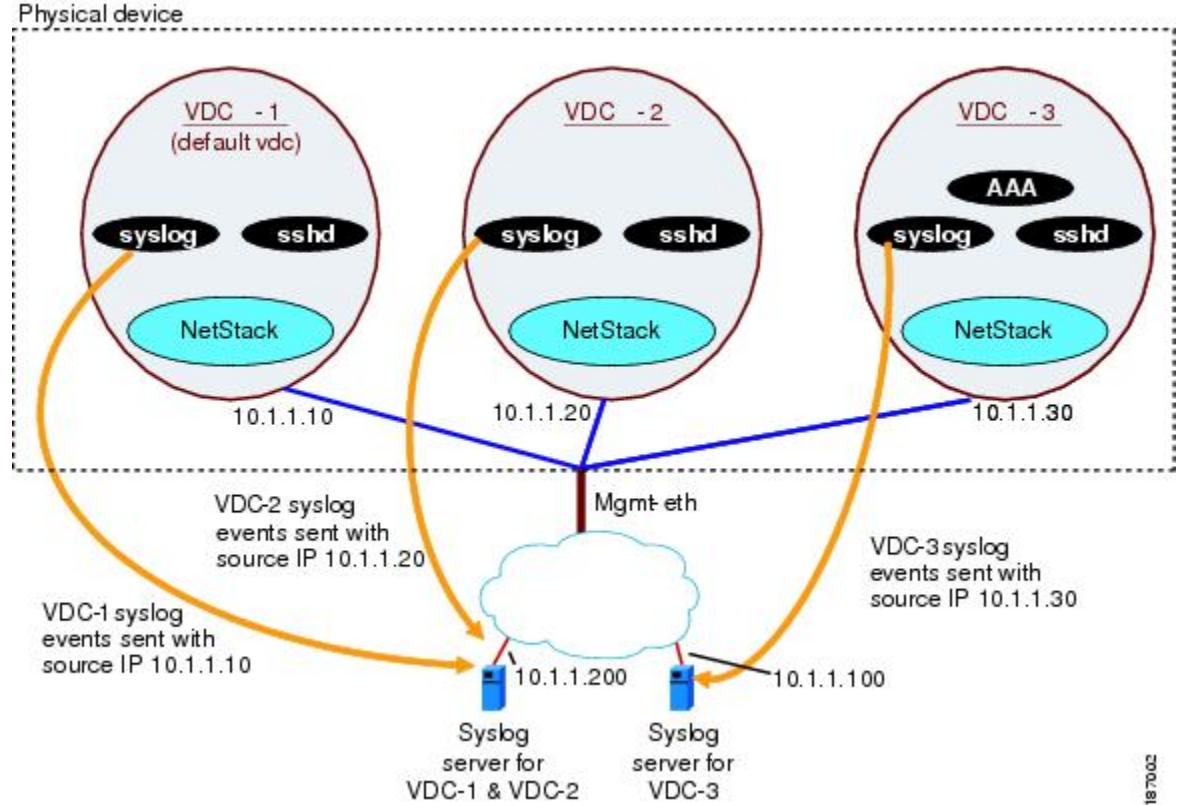 Physical device
VDC - 1
(default vdc)
VDC - 2
VDC - 3
AAA
syslog
sshd
syslog
sshd
syslog
sshd
NetStack
NetStack
NetStack
10.1.1.10
10.1.1.20
10.1.1.30
Mgmt-eth
VDC-2 syslog
events sent with
source IP 10.1.1.20
VDC-3 syslog
events sent with
source IP 10.1.1.30
VDC-1 syslog
events sent with
source IP 10.1.1.10
10.1.1.200
10.1.1.100
Syslog
server for
VDC-1 & VDC-2
Syslog
server for
VDC-3
187002